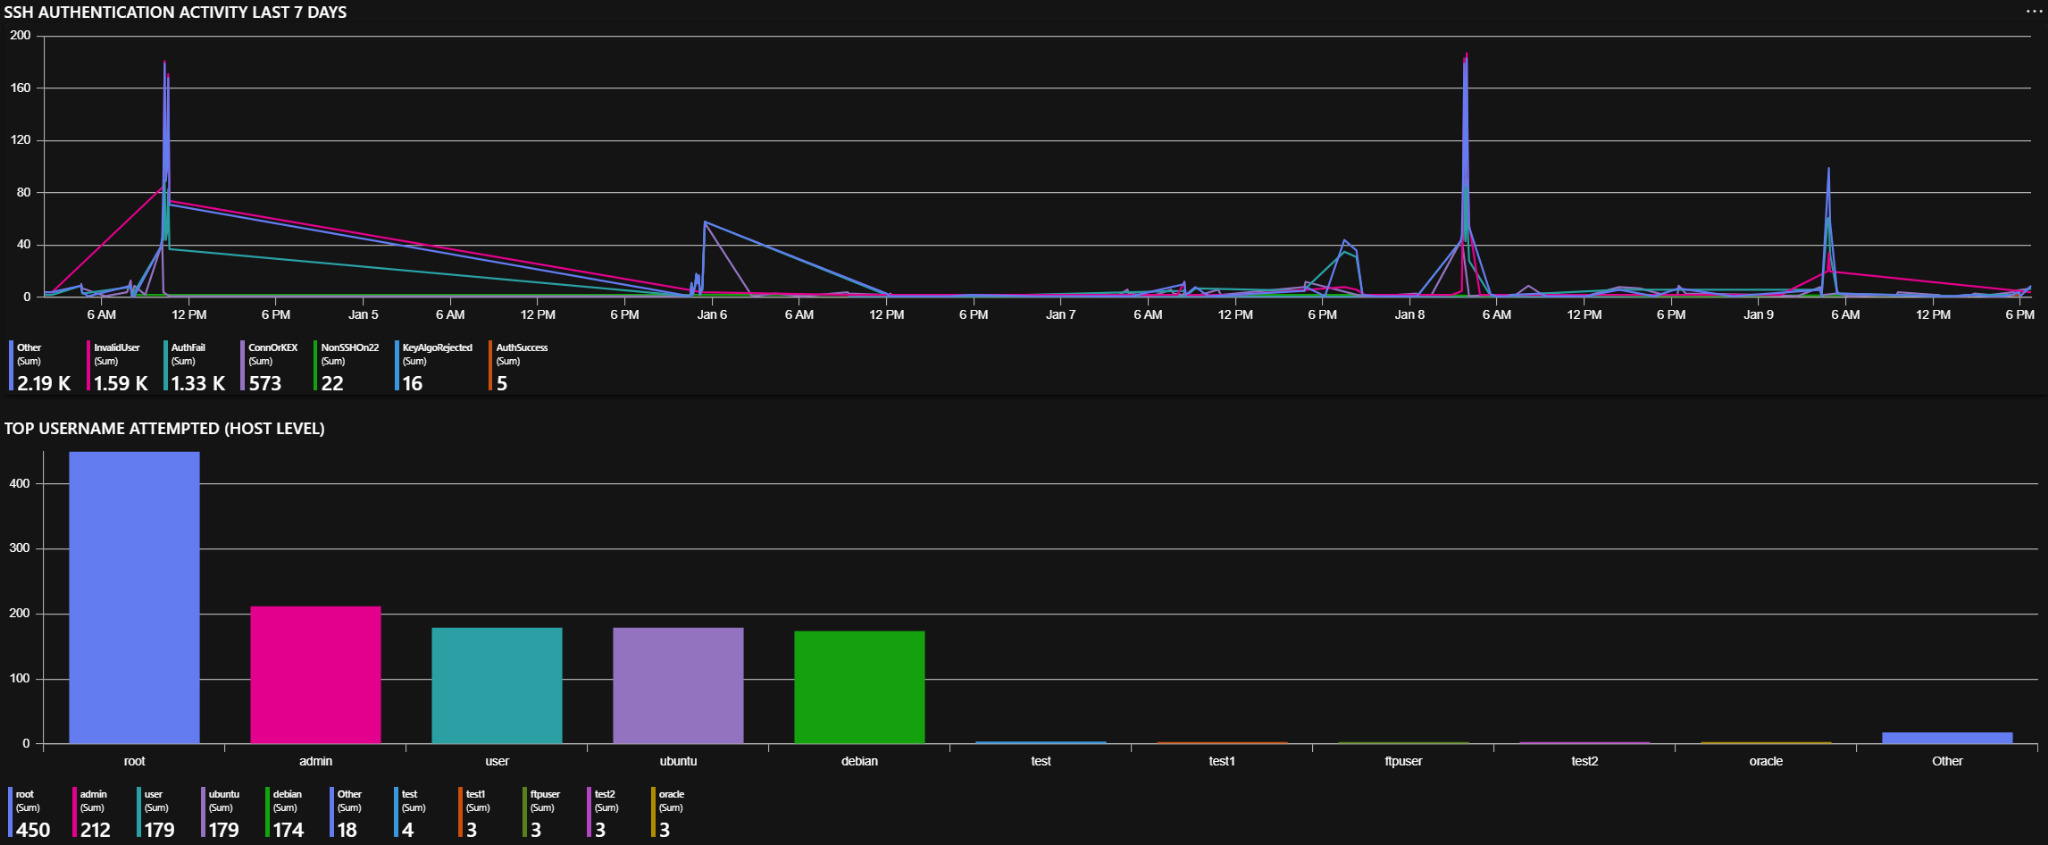 SSH AUTHENTICATION ACTIVITY LAST 7 DAYS
...
200
160
120
80
40
0
6 AM 12 PM 6 PM Jan 5 6 AM 12 PM 6 PM Jan 6 6 AM 12 PM 6 PM Jan 7 6 AM 12 PM 6 PM Jan 8 6 AM 12 PM 6 PM Jan 9 6 AM 12 PM 6 PM
Other InvalidUser AuthFail ConnOrKEX NonSSHOn22 KeyAlgoRejected AuthSuccess
(Sum) (Sum) (Sum) (Sum) (Sum) (Sum) (Sum)
2.19 K 1.59 K 1.33 K 573 22 16 5
TOP USERNAME ATTEMPTED (HOST LEVEL)
400
300
200
100
0
root admin user ubuntu debian test test1 ftpuser test2 oracle Other
root admin user ubuntu debian Other test test1 ftpuser test2 oracle
(Sum) (Sum) (Sum) (Sum) (Sum) (Sum) (Sum) (Sum) (Sum) (Sum) (Sum)
450 212 179 179 174 18 4 3 3 3 3